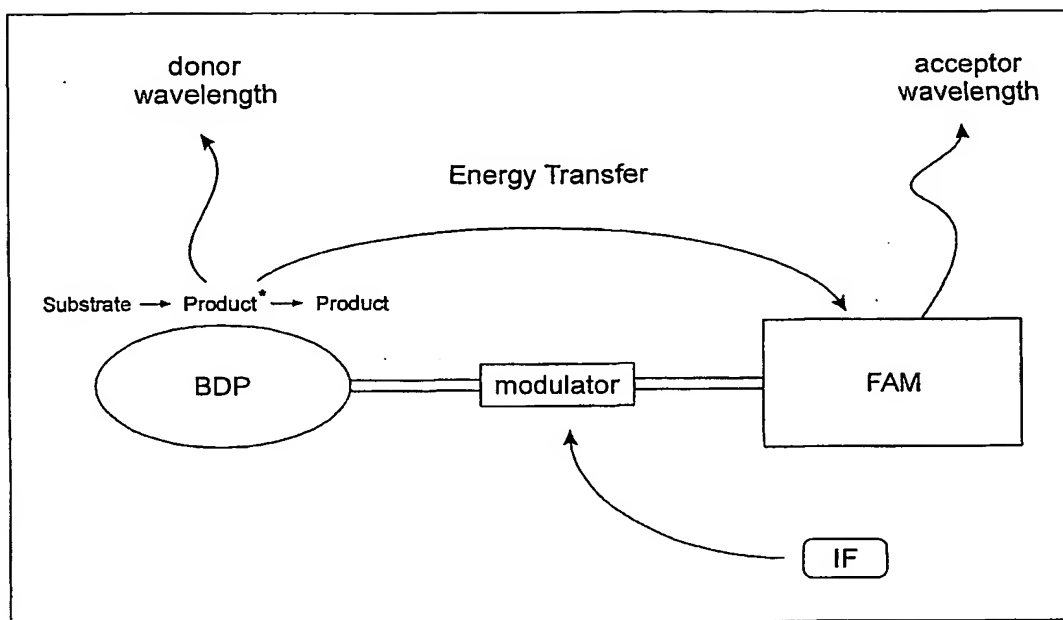 donor
wavelength
acceptor
wavelength
Energy Transfer
Substrate → Product* → Product
BDP
modulator
FAM
IF